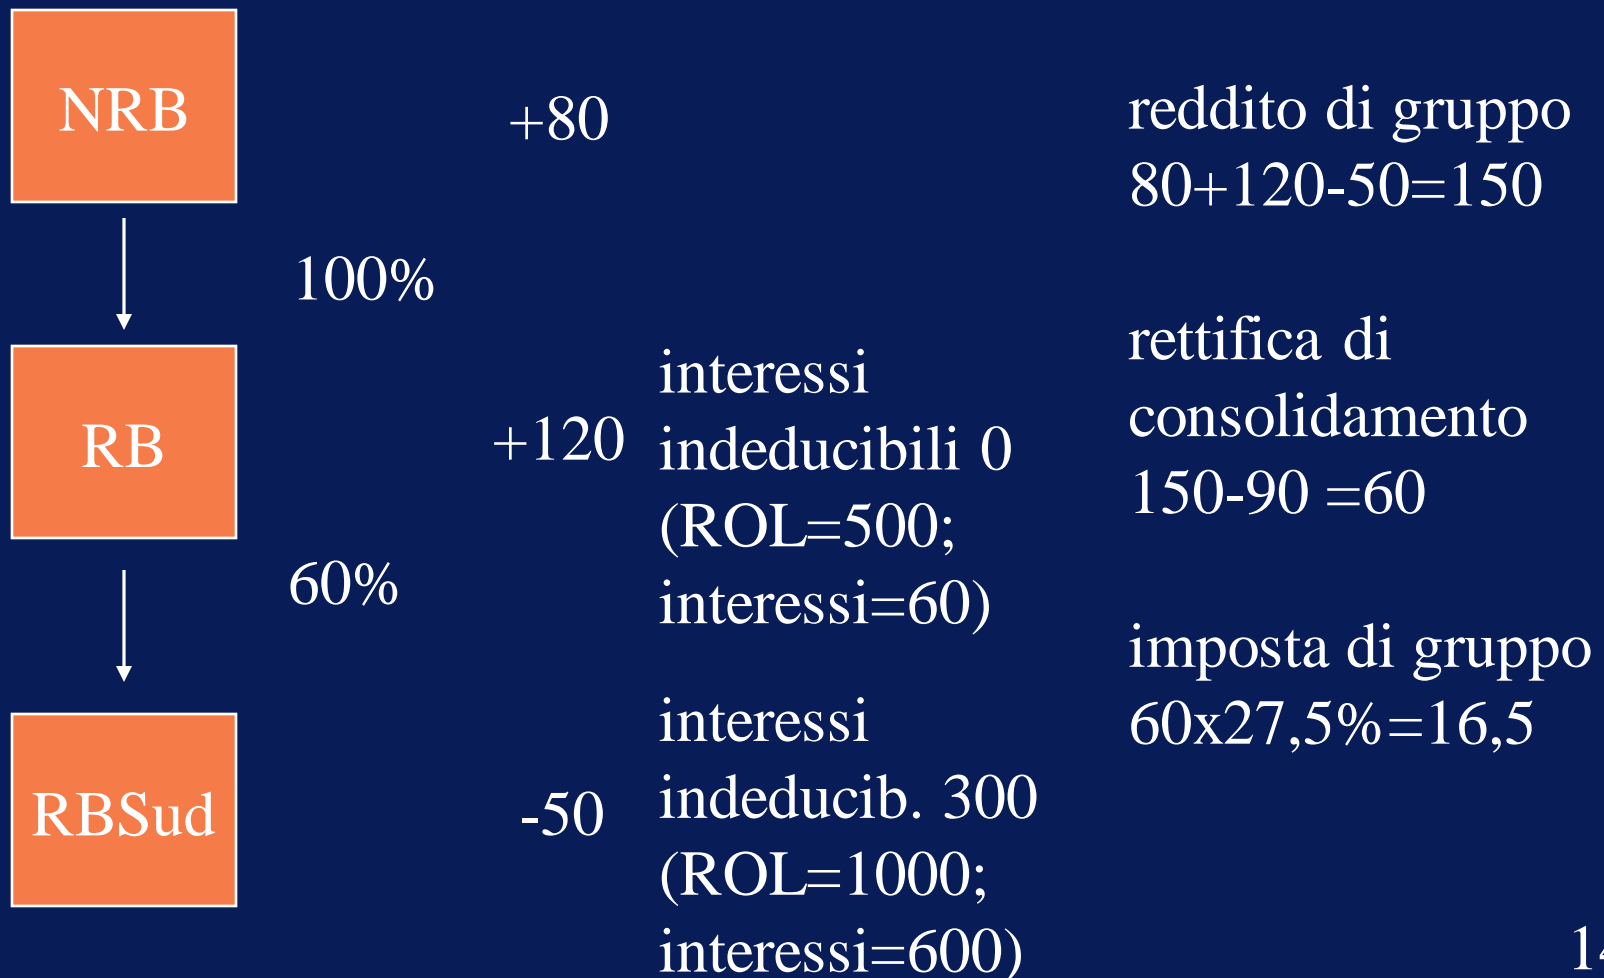 NRB
+80
100%
RB
+120
interessi
indeducibili 0
(ROL=500;
interessi=60)
60%
RBSud
-50
interessi
indeducib. 300
(ROL=1000;
interessi=600)
reddito di gruppo
80+120-50=150
rettifica di
consolidamento
150-90 =60
imposta di gruppo
60x27,5%=16,5